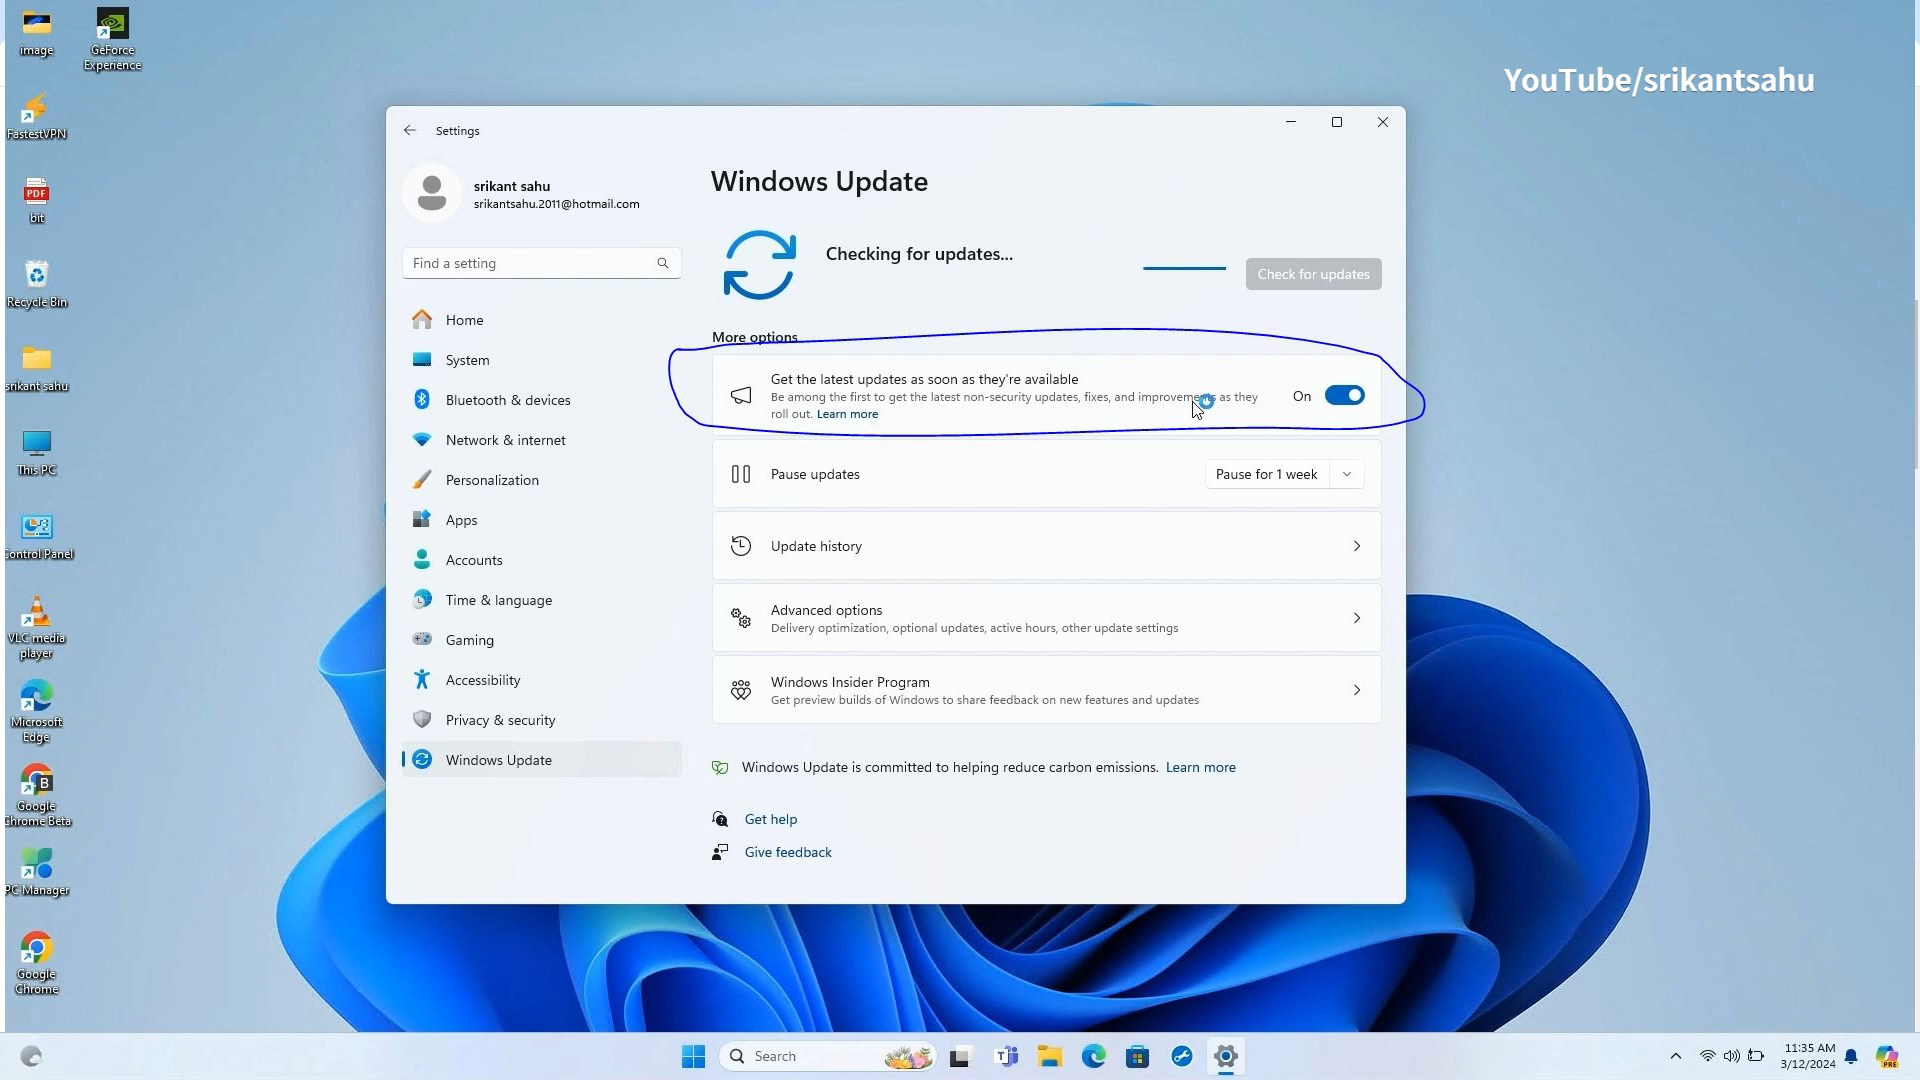 image
GeForce
Experience
FastestVPN
bit
Recycle Bin
srikant sahu
This PC
Control Panel
VLC media
player
Microsoft
Edge
Google
Chrome Beta
PC Manager
Google
Chrome
YouTube/srikantsahu
Settings
srikant sahu
srikantsahu.2011@hotmail.com
Find a setting
Home
System
Bluetooth & devices
Network & internet
Personalization
Apps
Accounts
Time & language
Gaming
Accessibility
Privacy & security
Windows Update
Windows Update
Checking for updates...
Check for updates
More options
Get the latest updates as soon as they're available
Be among the first to get the latest non-security updates, fixes, and improvements as they
roll out. Learn more
On
Pause updates
Pause for 1 week
Update history
Advanced options
Delivery optimization, optional updates, active hours, other update settings
Windows Insider Program
Get preview builds of Windows to share feedback on new features and updates
Windows Update is committed to helping reduce carbon emissions. Learn more
Get help
Give feedback
Search
11:35 AM
3/12/2024
PDF
B
T
PRE